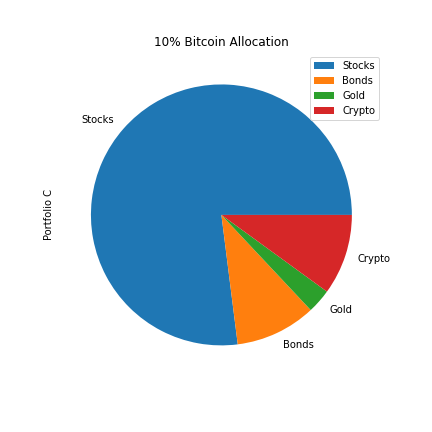 10% Bitcoin Allocation
Stocks
Bonds
Gold
Crypto
Stocks
Portfolio C
Crypto
Gold
Bonds